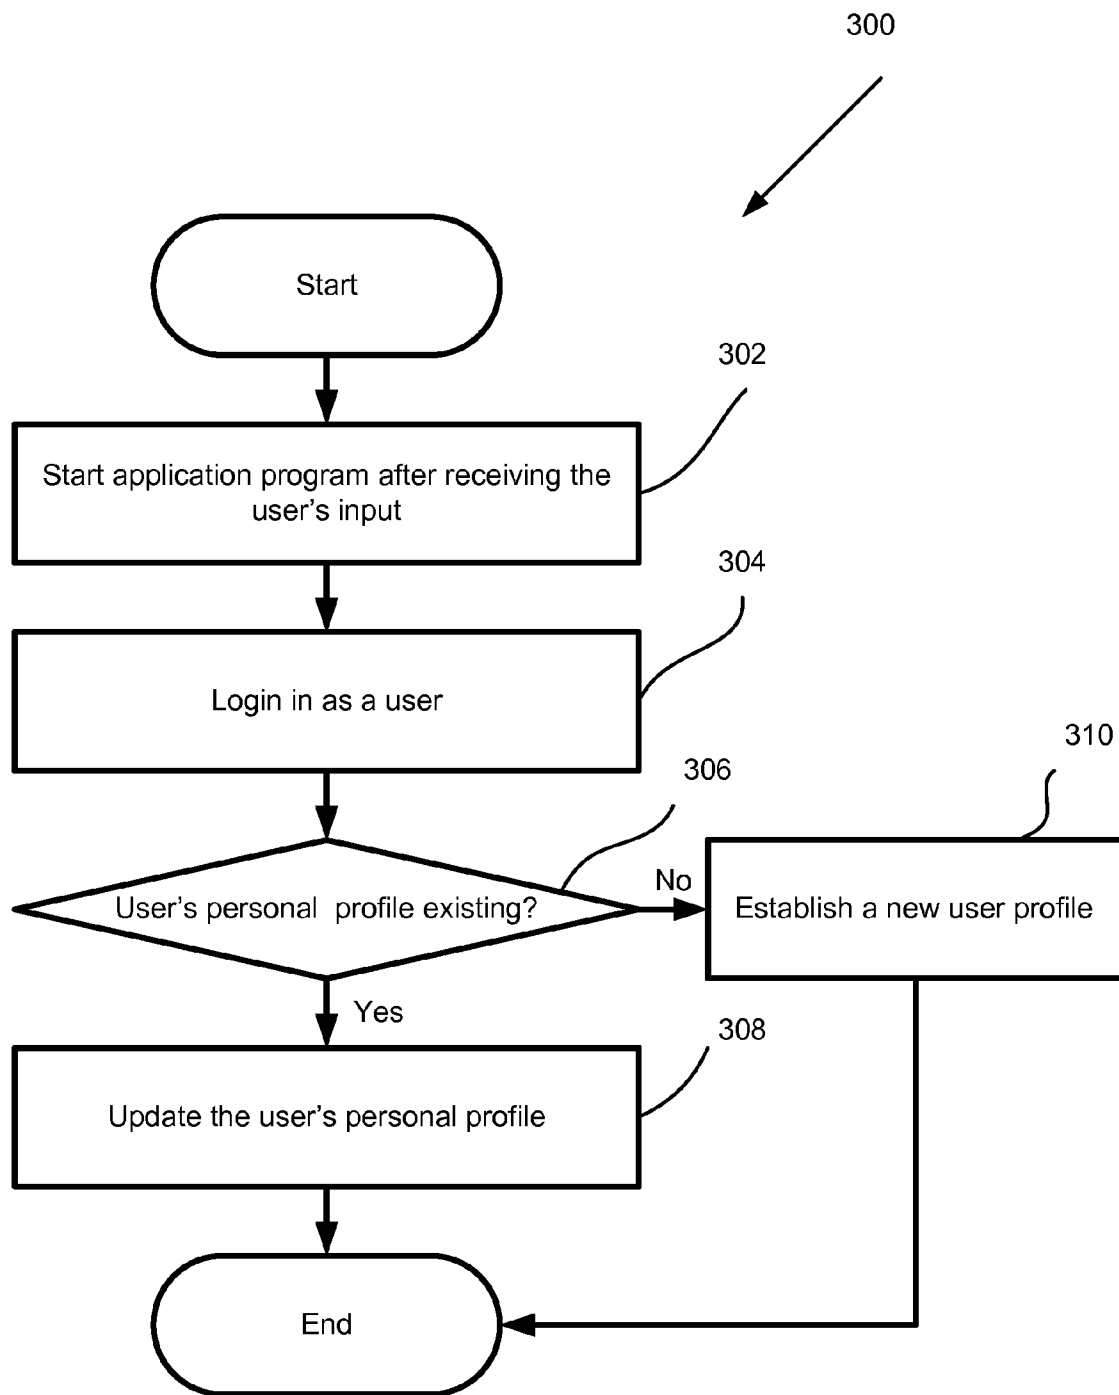 300
Start
302
Start application program after receiving the
user's input
304
Login in as a user
306
310
User's personal profile existing?
No
Establish a new user profile
Yes
308
Update the user's personal profile
End